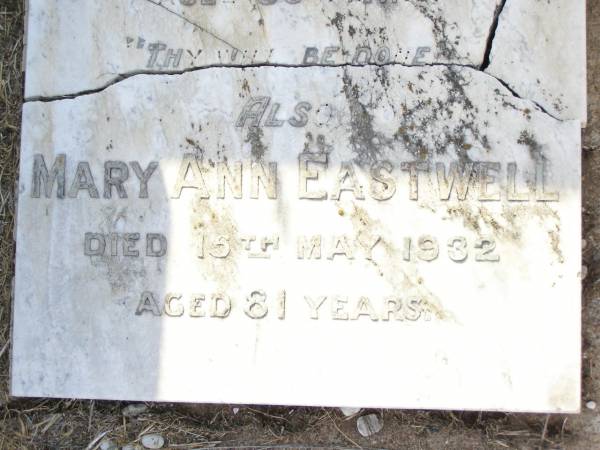 "THY WILL BE DONE"
ALSO
MARY ANN EASTWELL
DIED 15TH MAY 1932
AGED 81 YEARS.